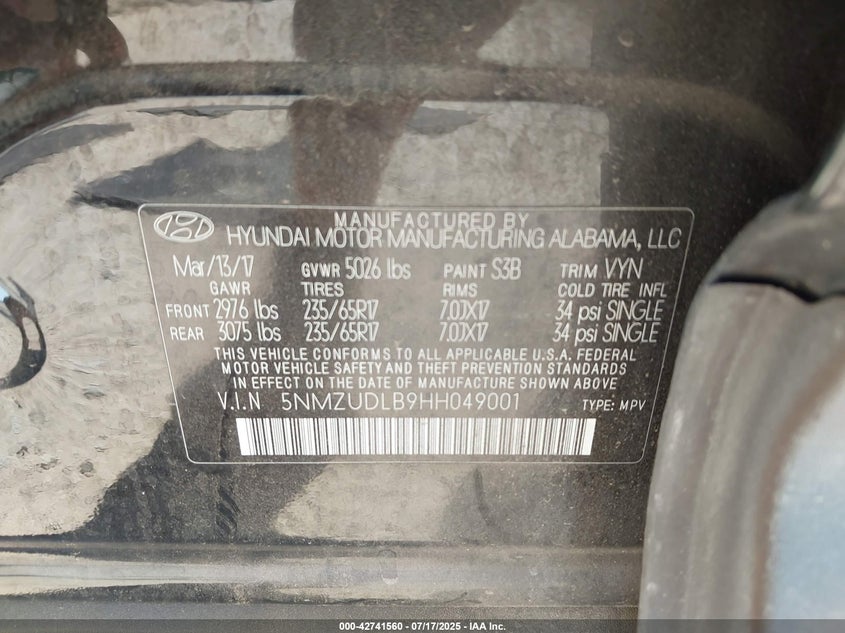 MANUFACTURED BY
HYUNDAI MOTOR MANUFACTURING ALABAMA, LLC
Mar/13/17 GVWR 5026 lbs PAINT S3B TRIM VYN
GAWR TIRES RIMS COLD TIRE INFL
FRONT 2976 lbs 235/65R17 7.0JX17 34 psi SINGLE
REAR 3075 lbs 235/65R17 7.0JX17 34 psi SINGLE
THIS VEHICLE CONFORMS TO ALL APPLICABLE U.S.A. FEDERAL
MOTOR VEHICLE SAFETY AND THEFT PREVENTION STANDARDS
IN EFFECT ON THE DATE OF MANUFACTURE SHOWN ABOVE
V.I.N 5NMZUDLB9HH049001 TYPE: MPV
000-42741560 - 07/17/2025 - IAA Inc.